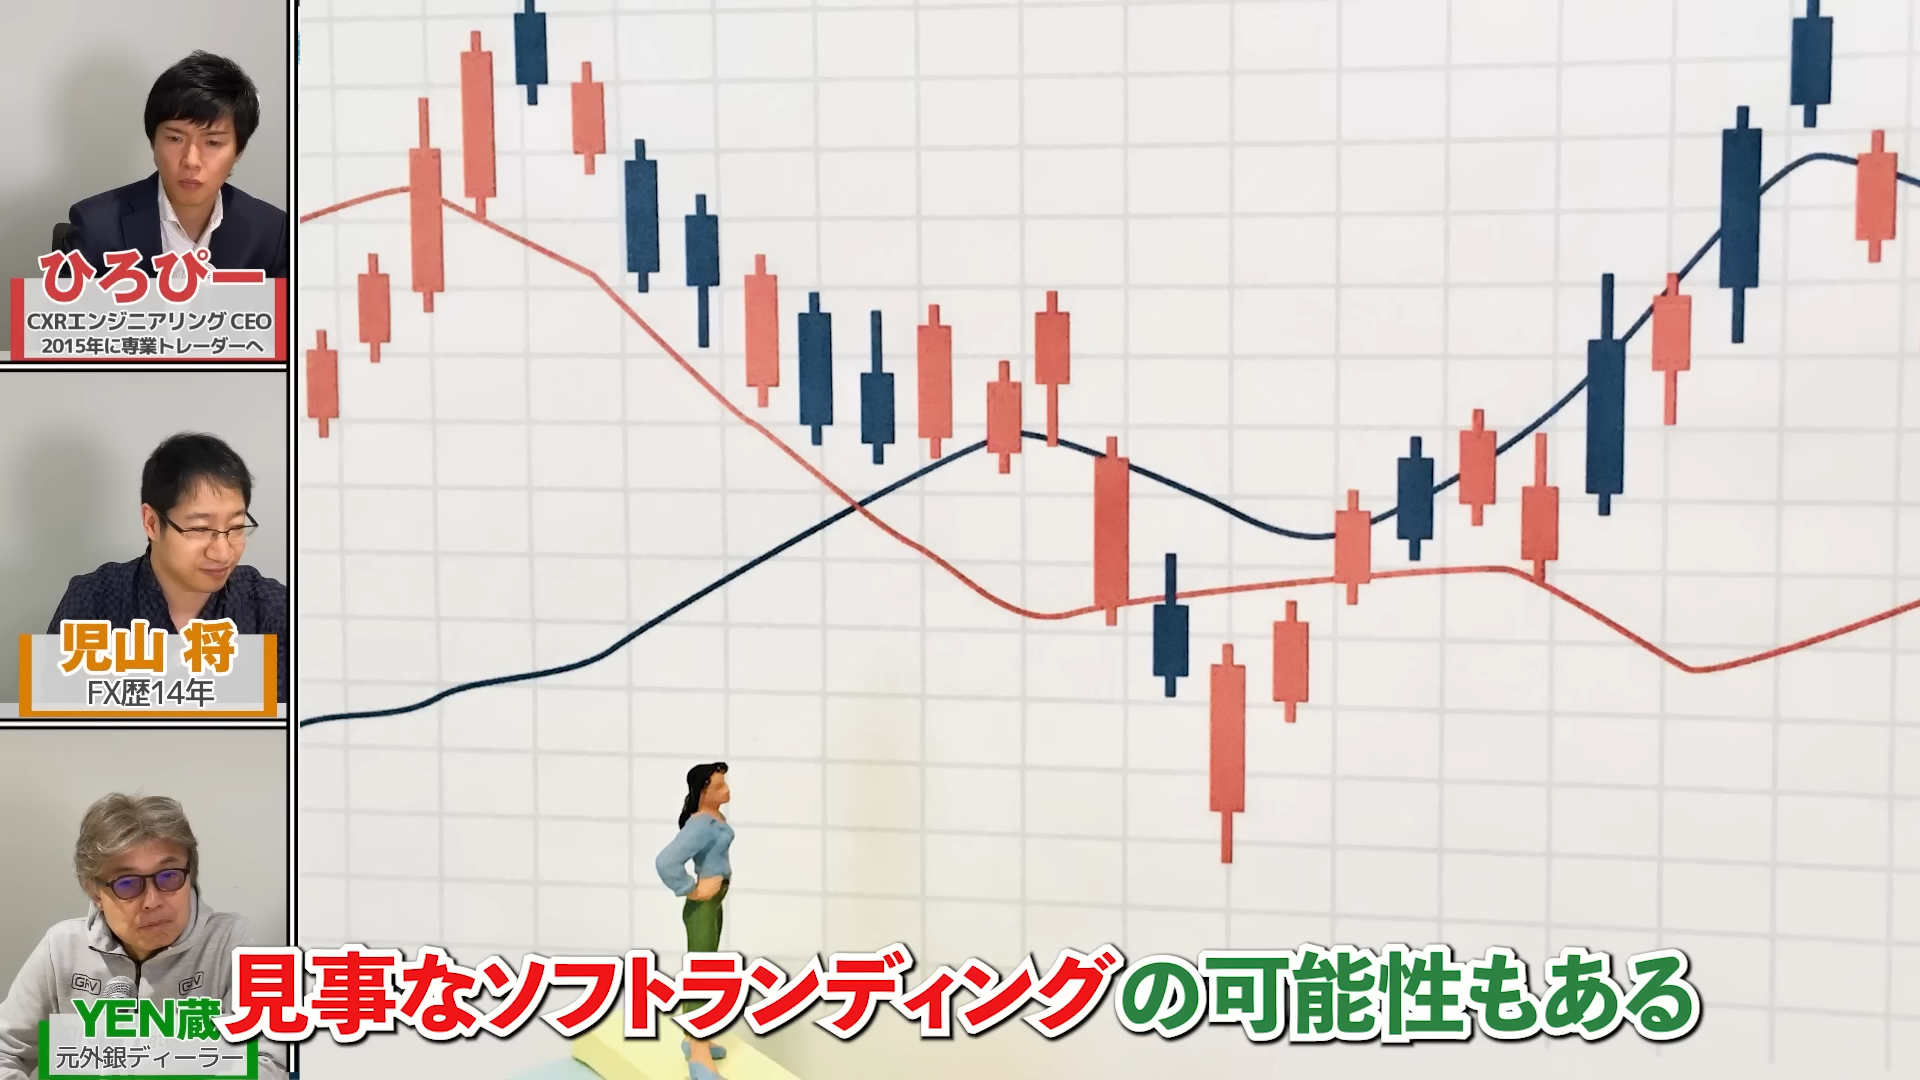 ひろぴー
CXRエンジニアリング CEO
2015年に専業トレーダーへ
児山 将
FX歴14年
GfV
GfV
YEN蔵
元外銀ディーラー
見事なソフトランディングの可能性もある